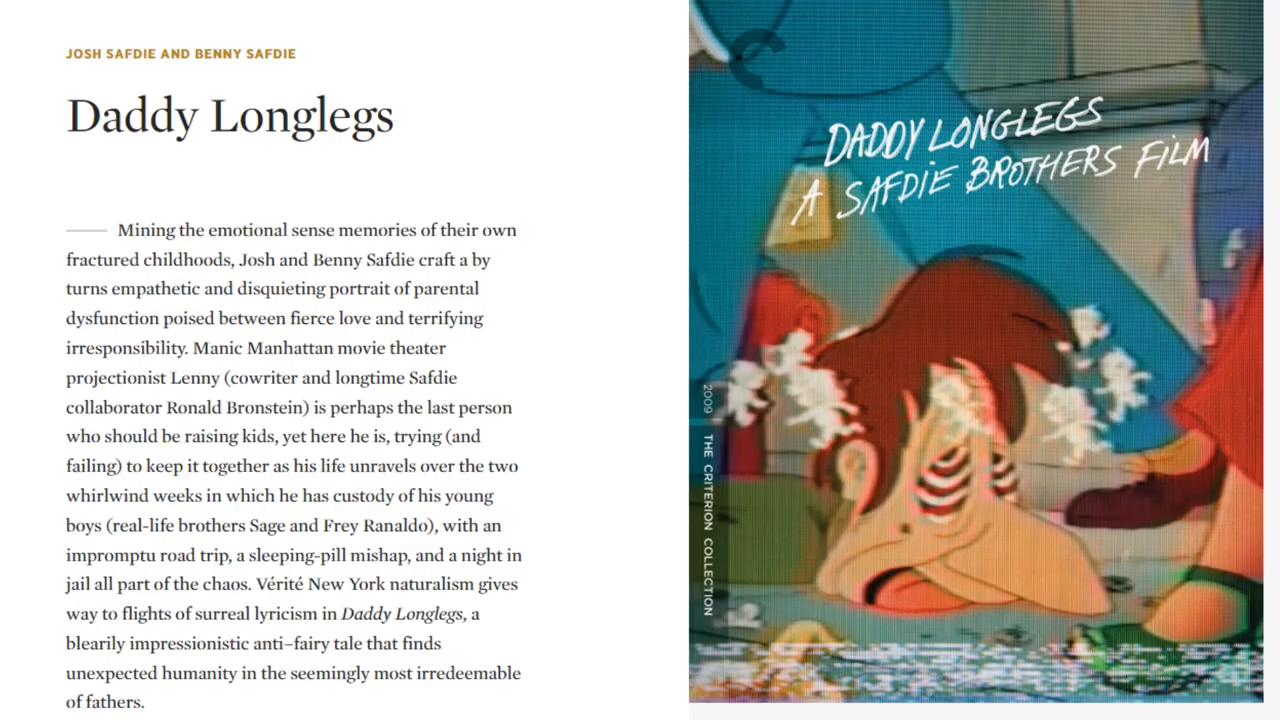 JOSH SAFDIE AND BENNY SAFDIE
Daddy Longlegs
Mining the emotional sense memories of their own
fractured childhoods, Josh and Benny Safdie craft a by
turns empathetic and disquieting portrait of parental
dysfunction poised between fierce love and terrifying
irresponsibility. Manic Manhattan movie theater
projectionist Lenny (cowriter and longtime Safdie
collaborator Ronald Bronstein) is perhaps the last person
who should be raising kids, yet here he is, trying (and
failing) to keep it together as his life unravels over the two
whirlwind weeks in which he has custody of his young
boys (real-life brothers Sage and Frey Ranaldo), with an
impromptu road trip, a sleeping-pill mishap, and a night in
jail all part of the chaos. Vérité New York naturalism gives
way to flights of surreal lyricism in Daddy Longlegs, a
blearily impressionistic anti–fairy tale that finds
unexpected humanity in the seemingly most irredeemable
of fathers.
DADDY LONGLEGS
A SAFDiE BROTHERS FiLM
2009 THE CRITERION COLLECTION